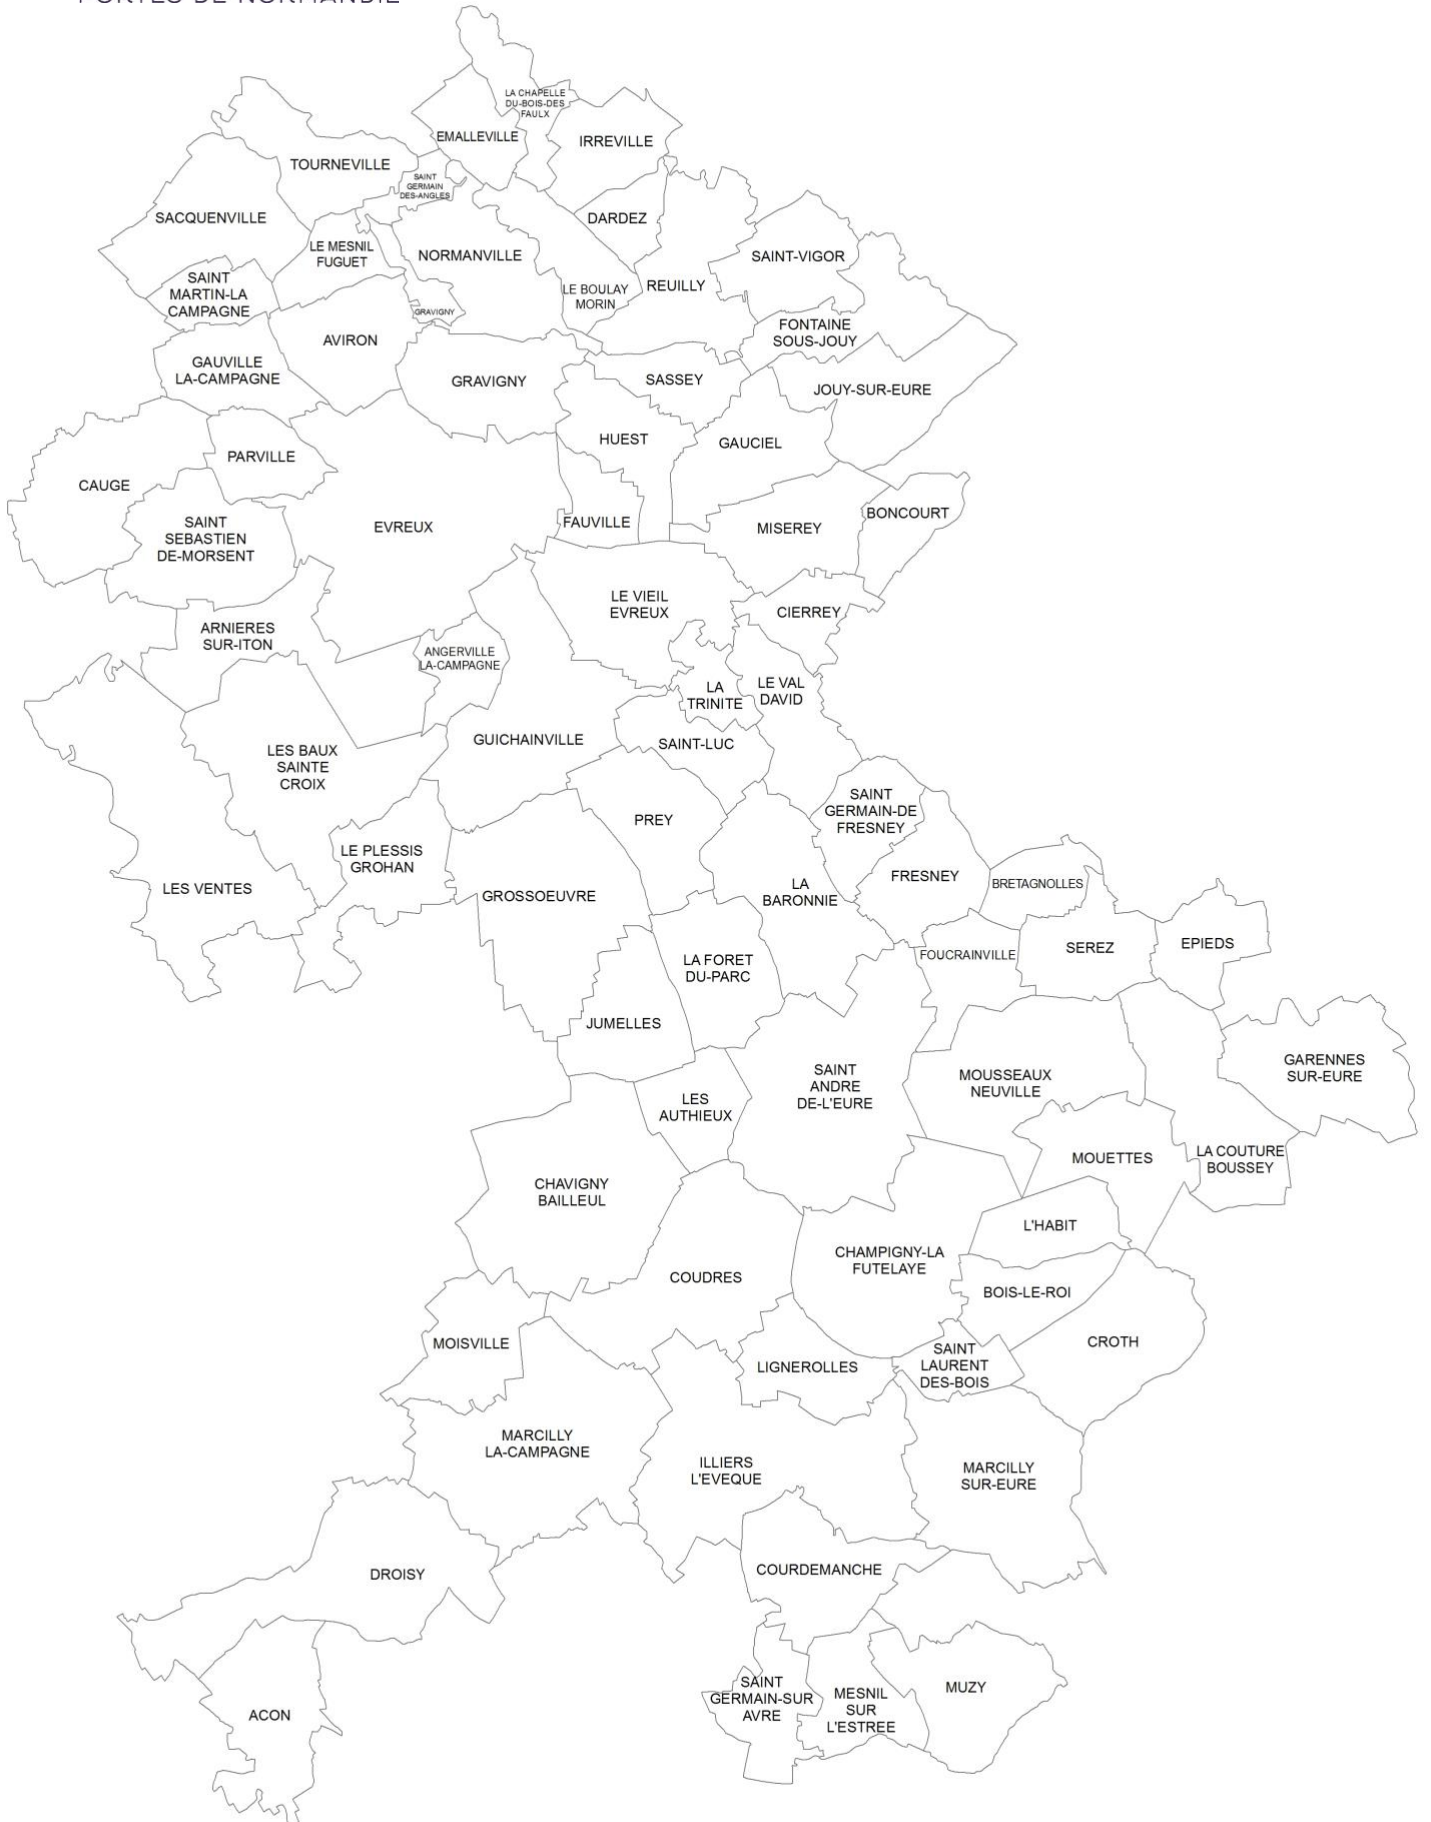 PORTES DE NORMANDIE
LA CHAPELLE
DU-BOIS-DES
FAULX
EMALLEVILLE
IRREVILLE
TOURNEVILLE
SAINT
GERMAIN
DES-ANGLES
SACQUENVILLE
DARDEZ
LE MESNIL
FUGUET
NORMANVILLE
SAINT-VIGOR
SAINT
MARTIN-LA
CAMPAGNE
LE BOULAY
MORIN
REUILLY
GRAVIGNY
FONTAINE
SOUS-JOUY
AVIRON
GAUVILLE
LA-CAMPAGNE
GRAVIGNY
SASSEY
JOUY-SUR-EURE
HUEST
GAUCIEL
PARVILLE
CAUGE
SAINT
SEBASTIEN
DE-MORSENT
EVREUX
FAUVILLE
MISEREY
BONCOURT
LE VIEIL
EVREUX
CIERREY
ARNIERES
SUR-ITON
ANGERVILLE
LA-CAMPAGNE
LA
TRINITE
LE VAL
DAVID
GUICHAINVILLE
SAINT-LUC
LES BAUX
SAINTE
CROIX
SAINT
GERMAIN-DE
FRESNEY
PREY
LE PLESSIS
GROHAN
LES VENTES
GROSSOEUVRE
LA
BARONNIE
FRESNEY
BRETAGNOLLES
FOUCRAINVILLE
SEREZ
EPIEDS
LA FORET
DU-PARC
JUMELLES
GARENNES
SUR-EURE
SAINT
ANDRE
DE-L'EURE
MOUSSEAUX
NEUVILLE
LES
AUTHIEUX
MOUETTES
LA COUTURE
BOUSSEY
CHAVIGNY
BAILLEUL
L'HABIT
CHAMPIGNY-LA
FUTELAYE
COUDRES
BOIS-LE-ROI
MOISVILLE
CROTH
LIGNEROLLES
SAINT
LAURENT
DES-BOIS
MARCILLY
LA-CAMPAGNE
ILLIERS
L'EVEQUE
MARCILLY
SUR-EURE
DROISY
COURDEMANCHE
SAINT
GERMAIN-SUR
AVRE
MESNIL
SUR
L'ESTREE
MUZY
ACON